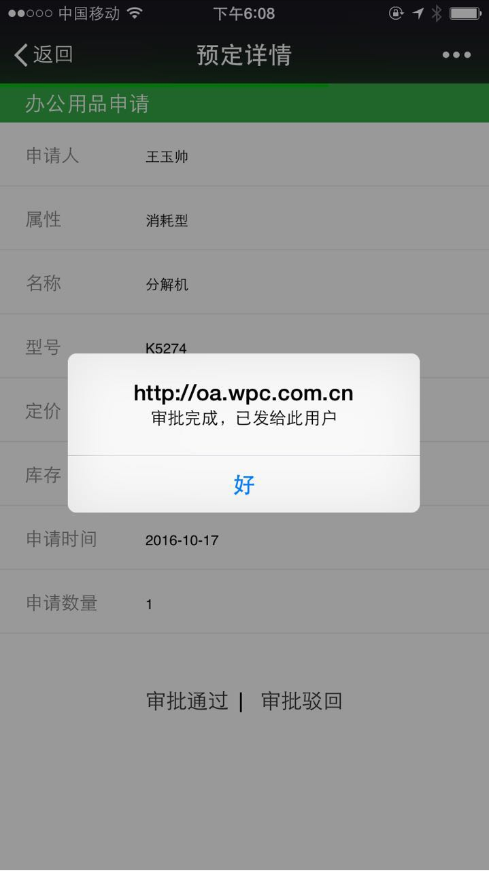 中国移动 下午6:08
返回 预定详情
办公用品申请
申请人 王玉帅
属性 消耗型
名称 分解机
型号 K5274
定价
库存
http://oa.wpc.com.cn
审批完成，已发给此用户
好
申请时间 2016-10-17
申请数量 1
审批通过 | 审批驳回